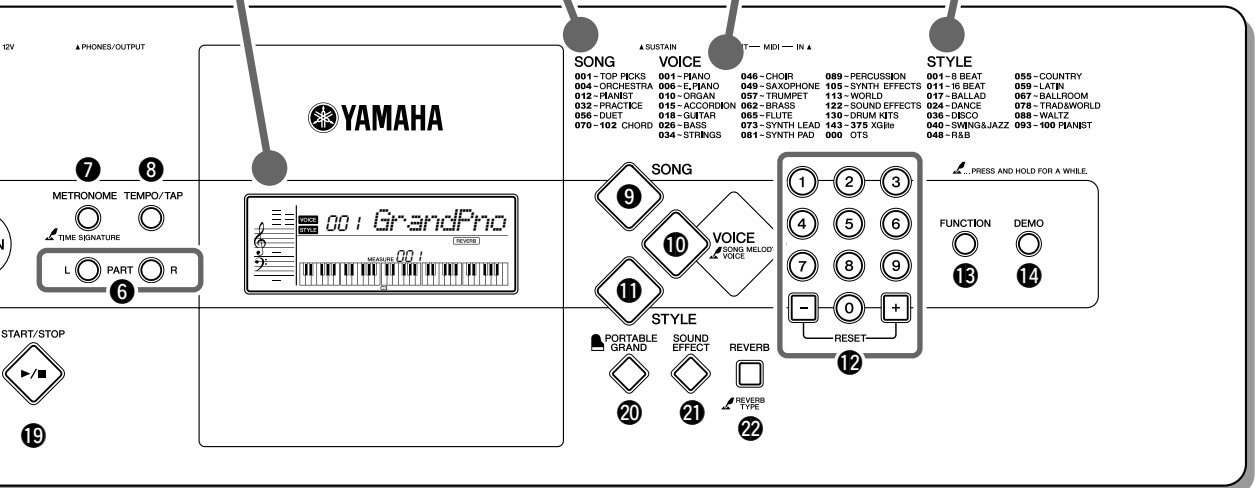 12V
▲PHONES/OUTPUT
▲SUSTAIN
T— MIDI — IN▲
YAMAHA
SONG
001~TOP PICKS
004~ORCHESTRA
012~PIANIST
032~PRACTICE
056~DUET
070~102 CHORD
VOICE
001~PIANO
006~E.PIANO
010~ORGAN
015~ACCORDION
018~GUITAR
026~BASS
034~STRINGS
046~CHOIR
049~SAXOPHONE
057~TRUMPET
062~BRASS
065~FLUTE
073~SYNTH LEAD
081~SYNTH PAD
089~PERCUSSION
105~SYNTH EFFECTS
113~WORLD
122~SOUND EFFECTS
130~DRUM KITS
143~375 XGlite
000 OTS
STYLE
001~8 BEAT
011~16 BEAT
017~BALLAD
024~DANCE
036~DISCO
040~SWING&JAZZ
048~R&B
055~COUNTRY
059~LATIN
067~BALLROOM
078~TRAD&WORLD
088~WALTZ
093~100 PIANIST
...PRESS AND HOLD FOR A WHILE.
7
8
METRONOME
TEMPO/TAP
TIME SIGNATURE
N
L
PART
R
6
VOICE
STYLE
001 GrandPno
REVERB
MEASURE 001
C3
SONG
9
10
VOICE
SONG MELODY
VOICE
11
STYLE
1 2 3
4 5 6
7 8 9
- 0 +
RESET
12
FUNCTION
13
DEMO
14
START/STOP
19
PORTABLE
GRAND
20
SOUND
EFFECT
21
REVERB
REVERB
TYPE
22